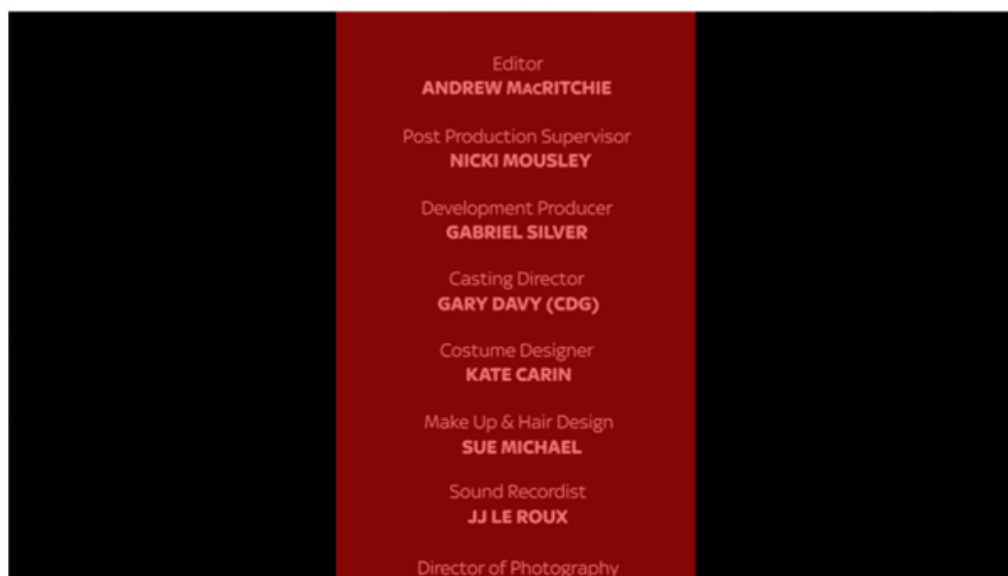 Editor
ANDREW MacRITCHIE
Post Production Supervisor
NICKI MOUSLEY
Development Producer
GABRIEL SILVER
Casting Director
GARY DAVY (CDG)
Costume Designer
KATE CARIN
Make Up & Hair Design
SUE MICHAEL
Sound Recordist
JJ LE ROUX
Director of Photography